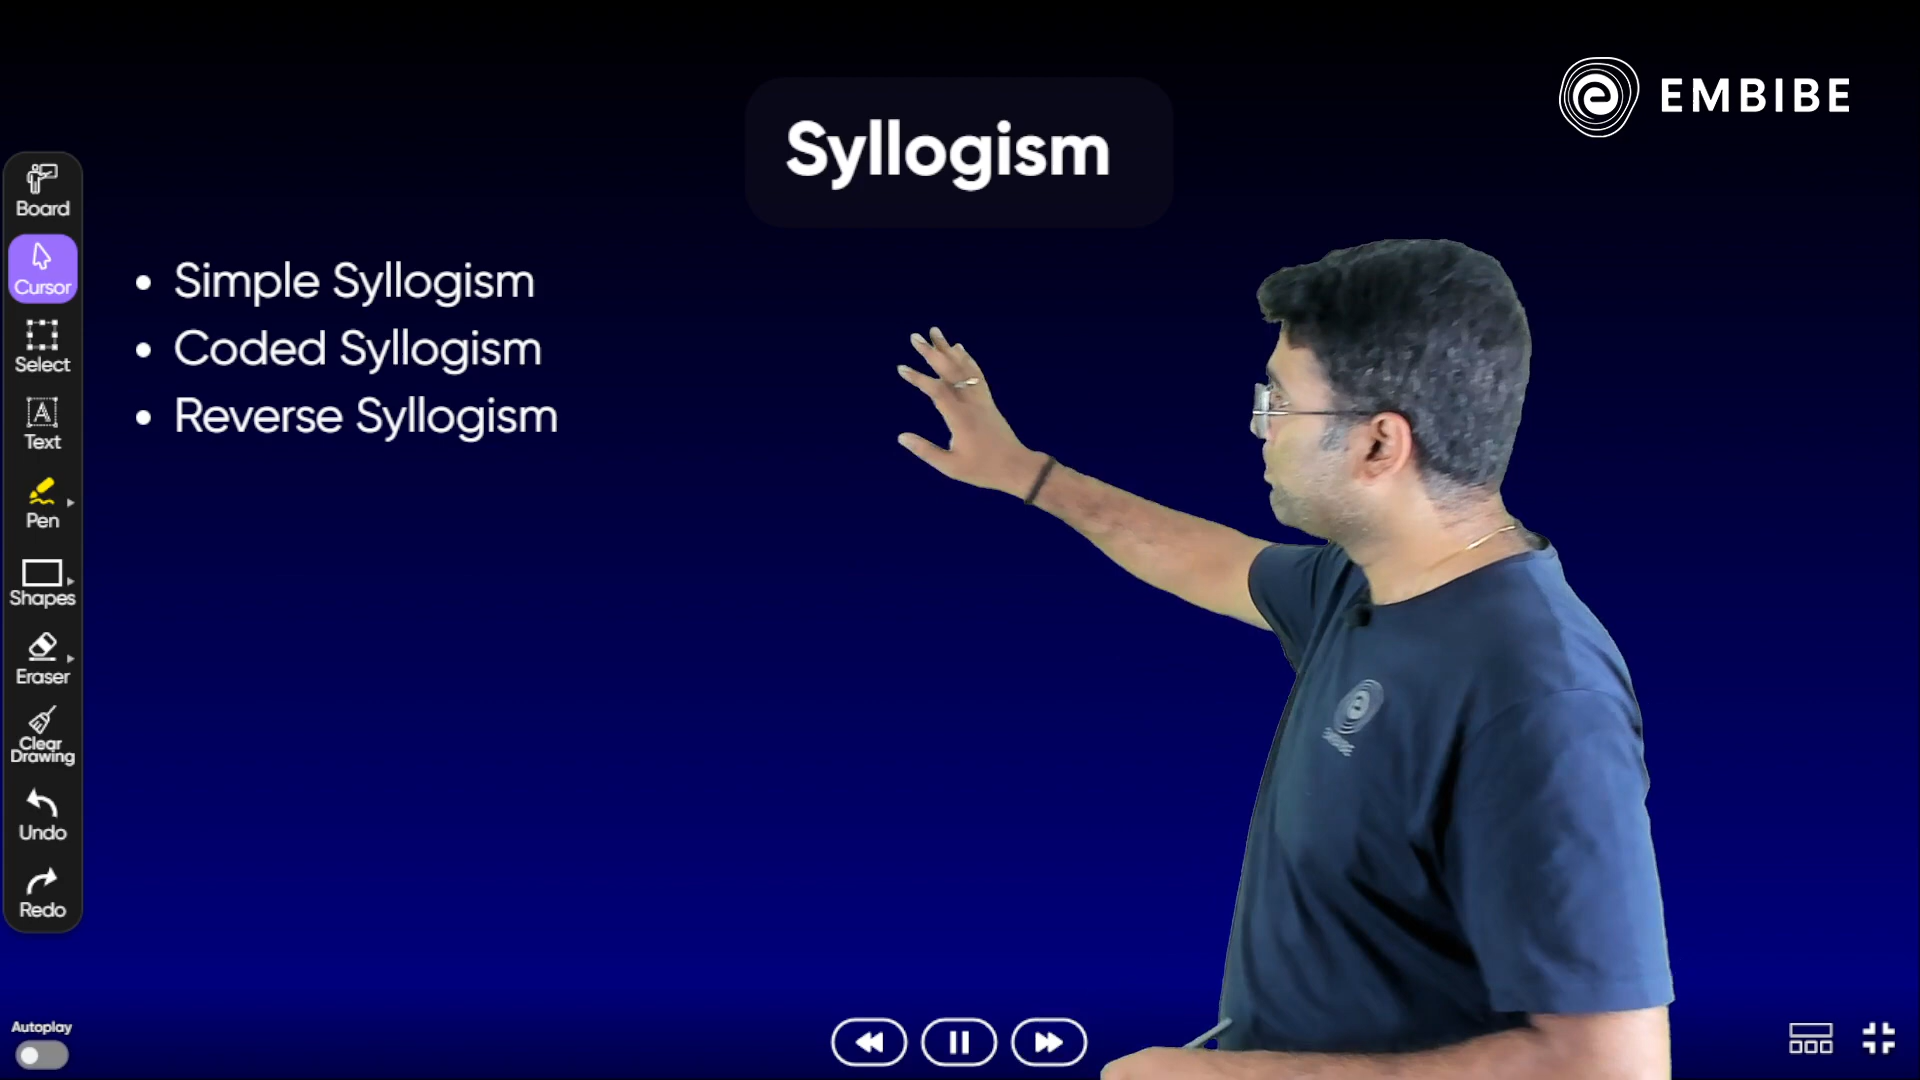 EMBIBE
Syllogism
• Simple Syllogism
• Coded Syllogism
• Reverse Syllogism
Board
Cursor
Select
Text
Pen
Shapes
Eraser
Clear
Drawing
Undo
Redo
Autoplay
EMBIBE